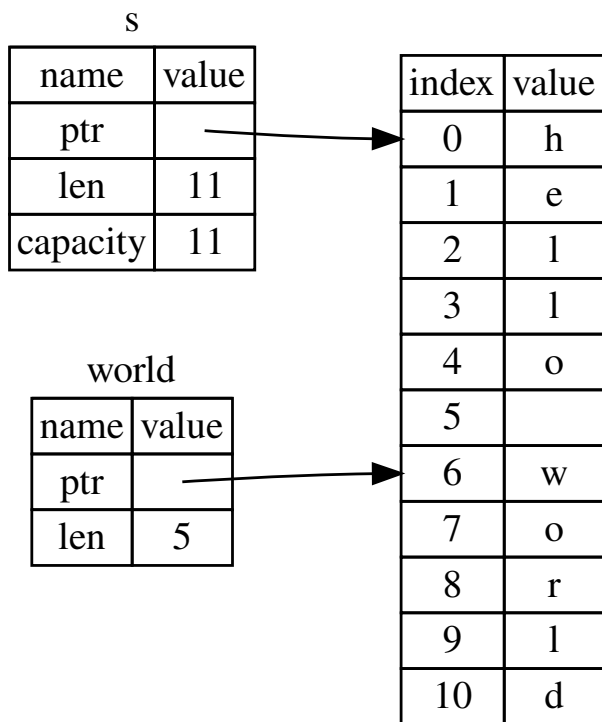 s
name value
ptr
len 11
capacity 11
world
name value
ptr
len 5
index value
0 h
1 e
2 l
3 l
4 o
5
6 w
7 o
8 r
9 l
10 d